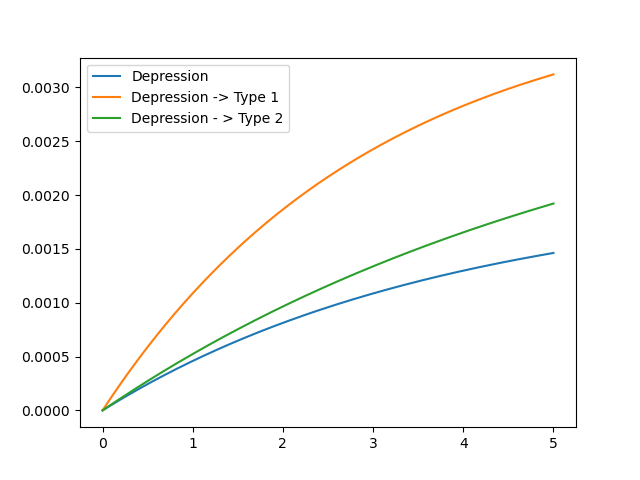 Depression
Depression -> Type 1
Depression - > Type 2
0.0030
0.0025
0.0020
0.0015
0.0010
0.0005
0.0000
0 1 2 3 4 5